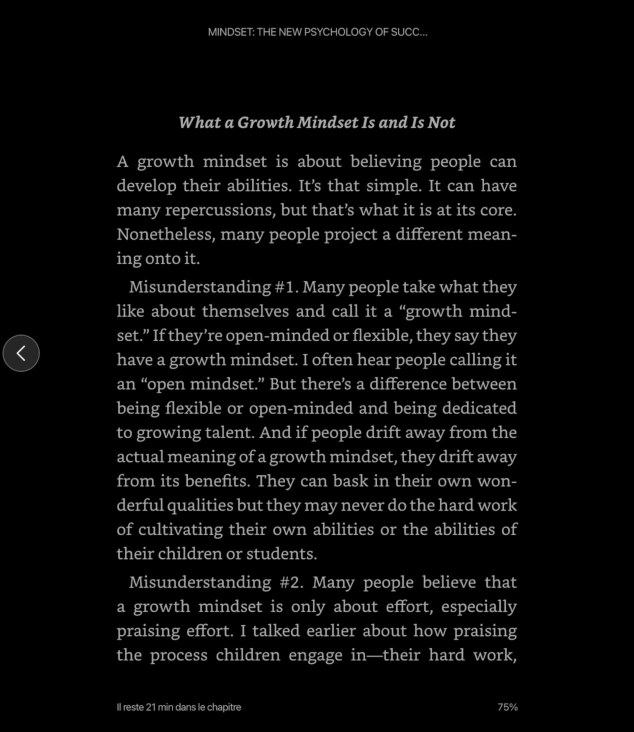 MINDSET: THE NEW PSYCHOLOGY OF SUCC...
What a Growth Mindset Is and Is Not
A growth mindset is about believing people can
develop their abilities. It’s that simple. It can have
many repercussions, but that’s what it is at its core.
Nonetheless, many people project a different mean-
ing onto it.
Misunderstanding #1. Many people take what they
like about themselves and call it a “growth mind-
set.” If they’re open-minded or flexible, they say they
have a growth mindset. I often hear people calling it
an “open mindset.” But there’s a difference between
being flexible or open-minded and being dedicated
to growing talent. And if people drift away from the
actual meaning of a growth mindset, they drift away
from its benefits. They can bask in their own won-
derful qualities but they may never do the hard work
of cultivating their own abilities or the abilities of
their children or students.
Misunderstanding #2. Many people believe that
a growth mindset is only about effort, especially
praising effort. I talked earlier about how praising
the process children engage in—their hard work,
Il reste 21 min dans le chapitre 75%